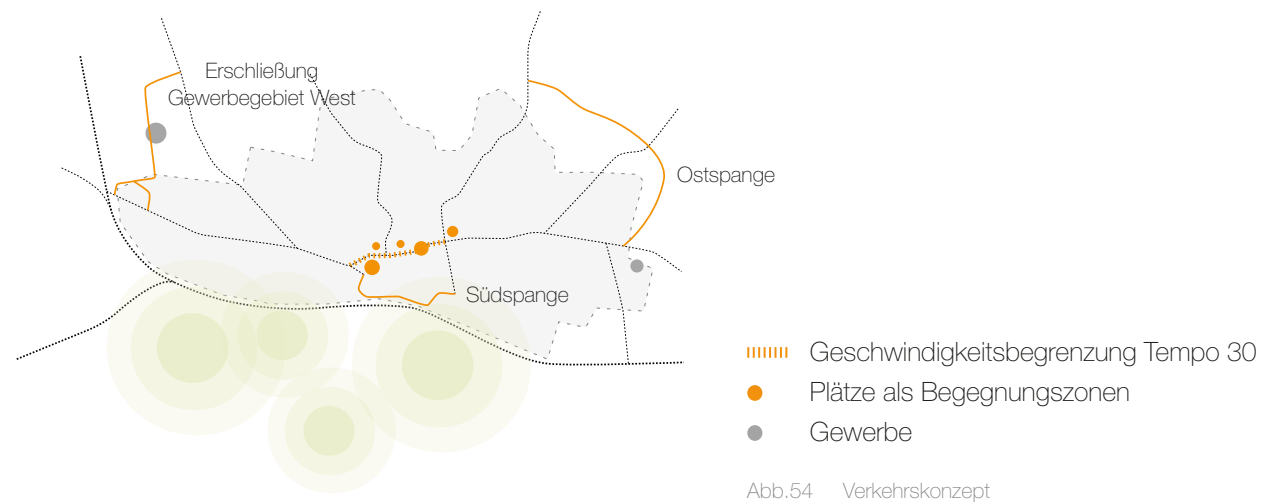 Erschließung
Gewerbegebiet West
Ostspange
Südspange
Geschwindigkeitsbegrenzung Tempo 30
Plätze als Begegnungszonen
Gewerbe
Abb.54 Verkehrskonzept